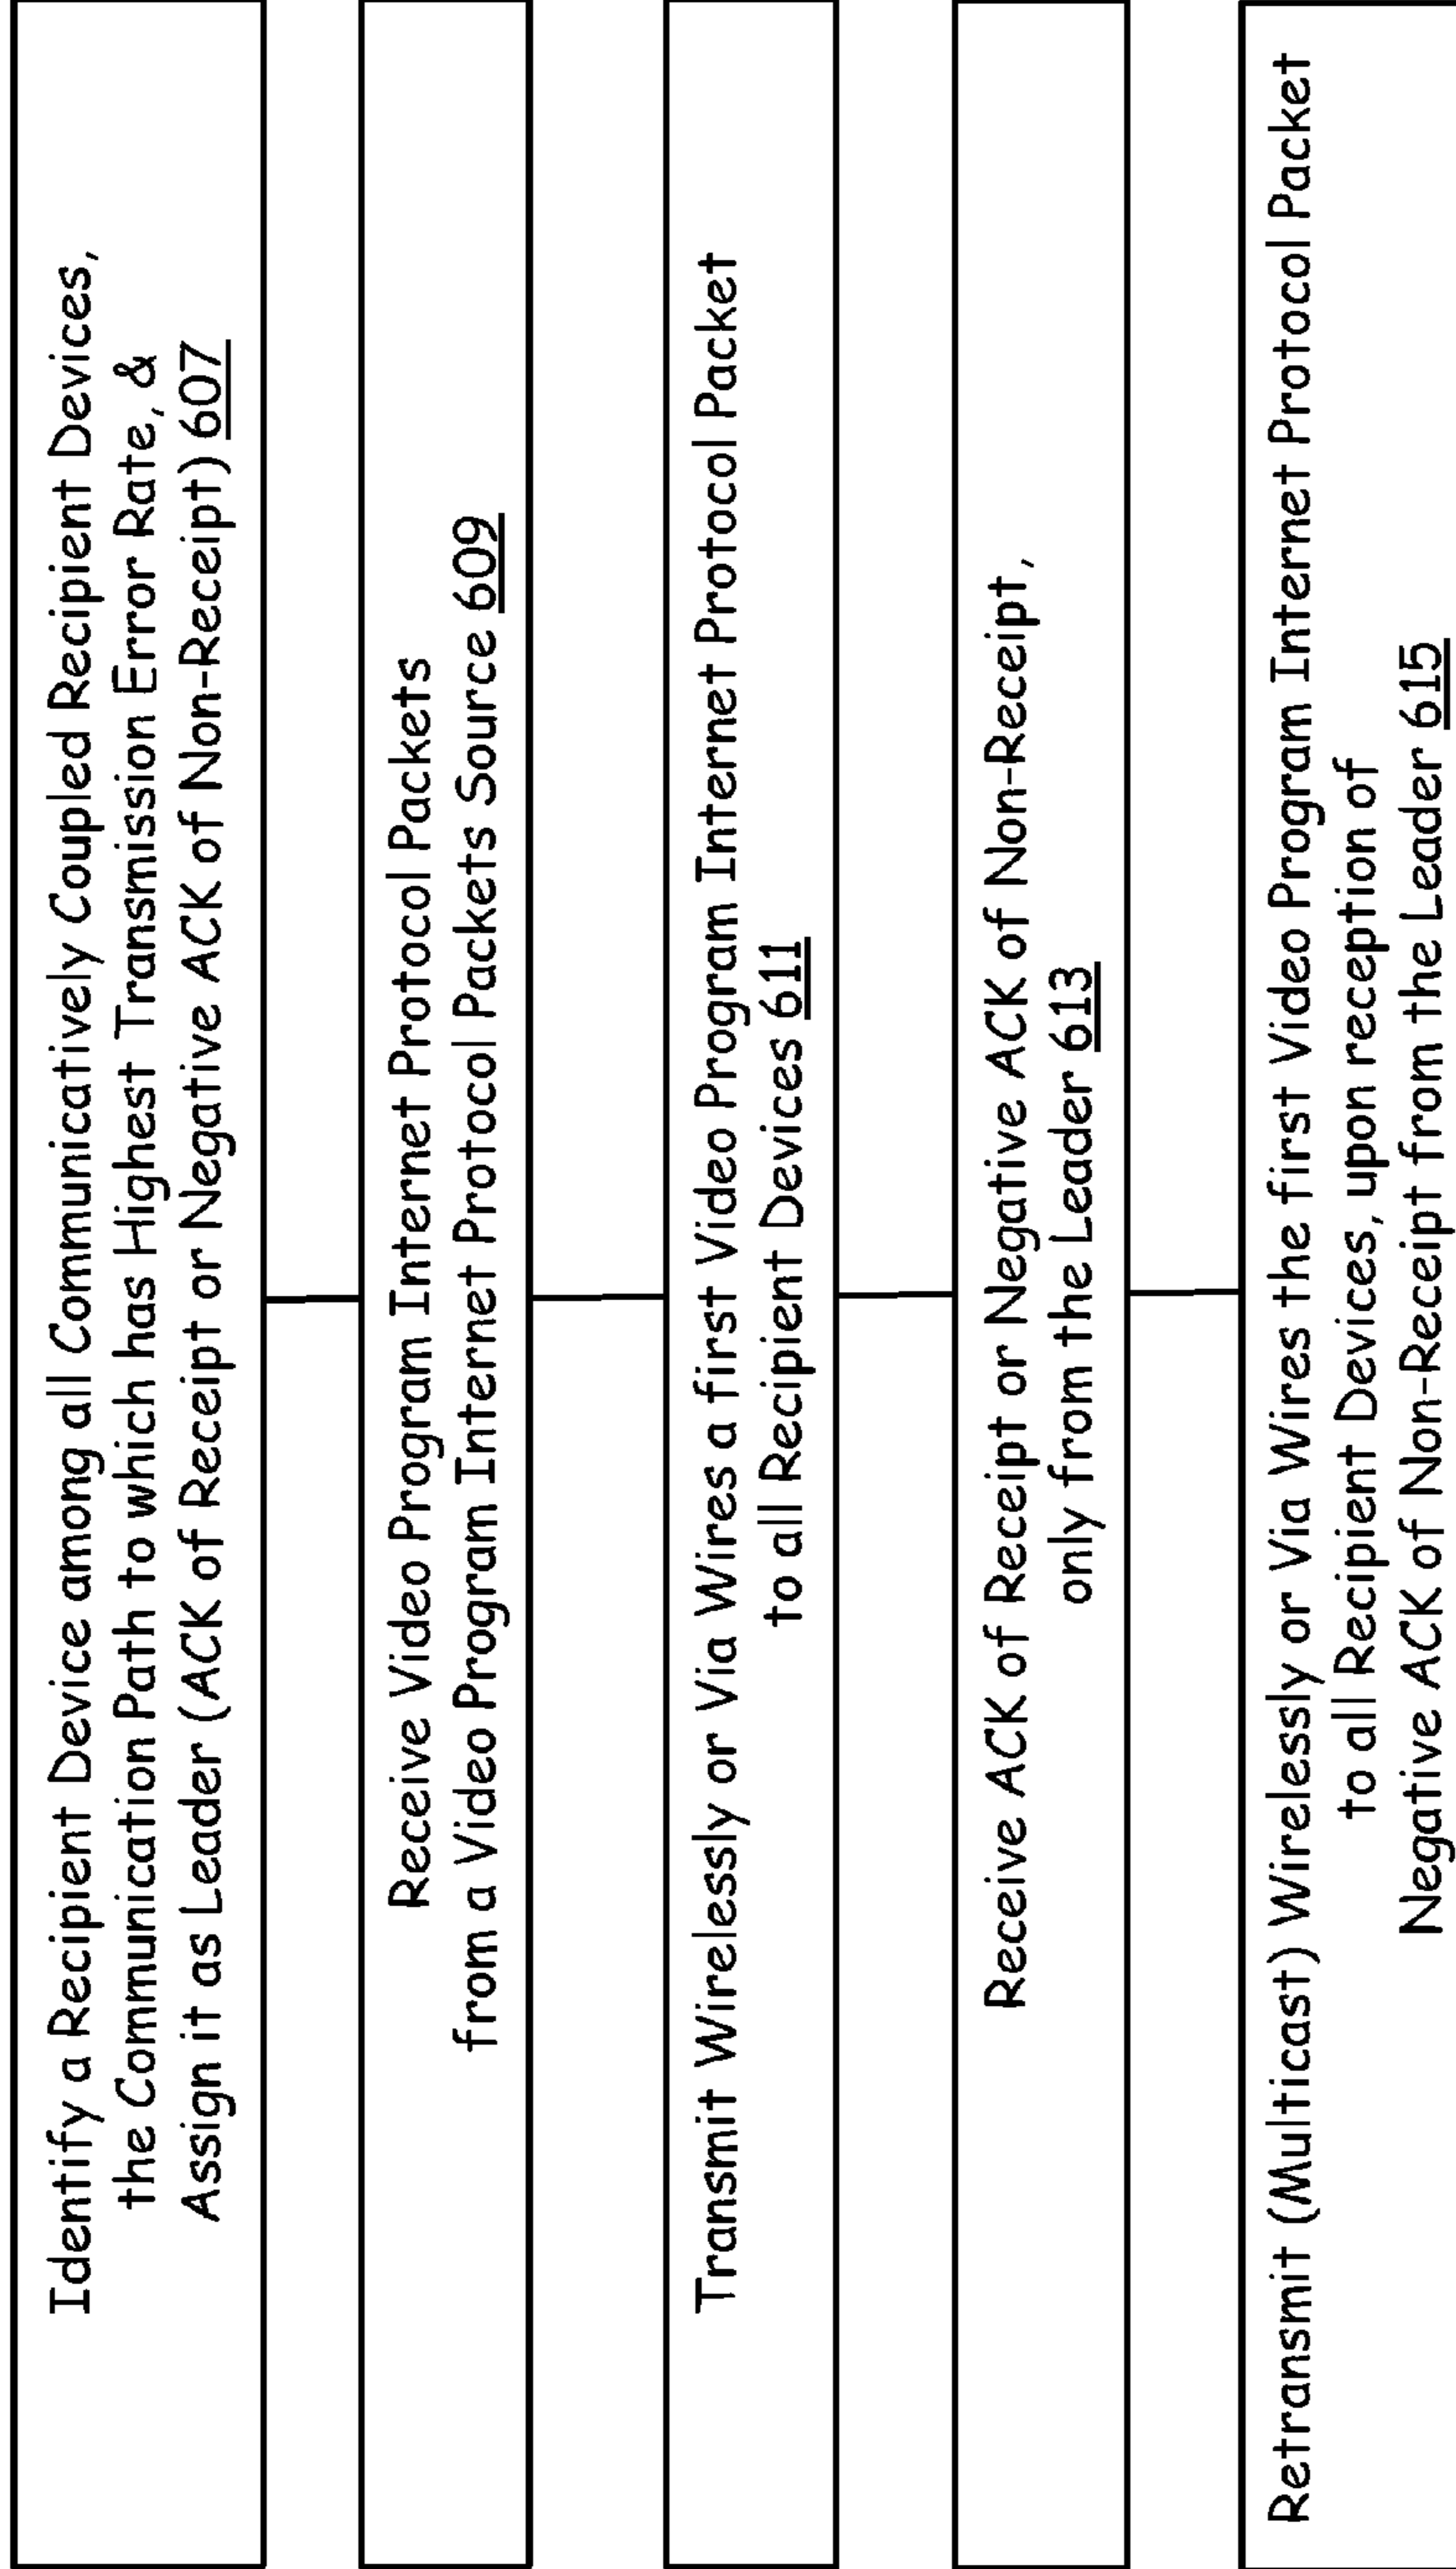 Identify a Recipient Device among all Communicatively Coupled Recipient Devices,
the Communication Path to which has Highest Transmission Error Rate, &
Assign it as Leader (ACK of Receipt or Negative ACK of Non-Receipt) 607
Receive Video Program Internet Protocol Packets
from a Video Program Internet Protocol Packets Source 609
Transmit Wirelessly or Via Wires a first Video Program Internet Protocol Packet
to all Recipient Devices 611
Receive ACK of Receipt or Negative ACK of Non-Receipt,
only from the Leader 613
Retransmit (Multicast) Wirelessly or Via Wires the first Video Program Internet Protocol Packet
to all Recipient Devices, upon reception of
Negative ACK of Non-Receipt from the Leader 615